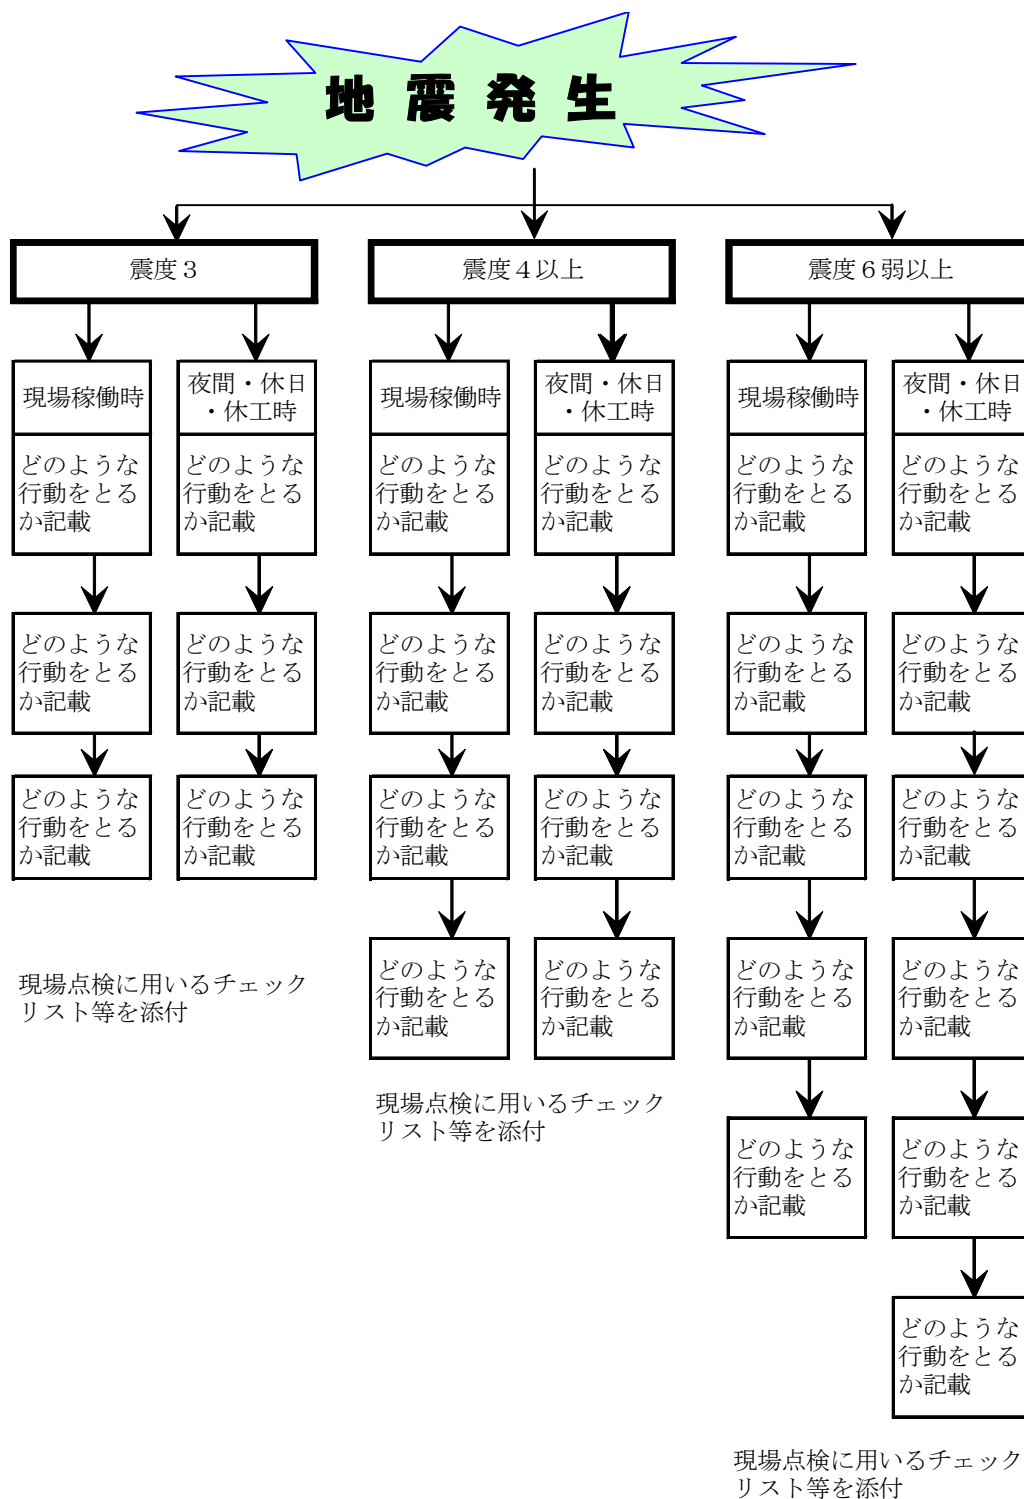 地震発生
震度３
震度４以上
震度６弱以上
現場稼働時
夜間・休日
・休工時
現場稼働時
夜間・休日
・休工時
現場稼働時
夜間・休日
・休工時
どのような
行動をとる
か記載
どのような
行動をとる
か記載
どのような
行動をとる
か記載
どのような
行動をとる
か記載
どのような
行動をとる
か記載
どのような
行動をとる
か記載
どのような
行動をとる
か記載
どのような
行動をとる
か記載
どのような
行動をとる
か記載
どのような
行動をとる
か記載
どのような
行動をとる
か記載
どのような
行動をとる
か記載
どのような
行動をとる
か記載
どのような
行動をとる
か記載
どのような
行動をとる
か記載
どのような
行動をとる
か記載
どのような
行動をとる
か記載
どのような
行動をとる
か記載
現場点検に用いるチェック
リスト等を添付
どのような
行動をとる
か記載
どのような
行動をとる
か記載
どのような
行動をとる
か記載
どのような
行動をとる
か記載
現場点検に用いるチェック
リスト等を添付
どのような
行動をとる
か記載
どのような
行動をとる
か記載
どのような
行動をとる
か記載
現場点検に用いるチェック
リスト等を添付